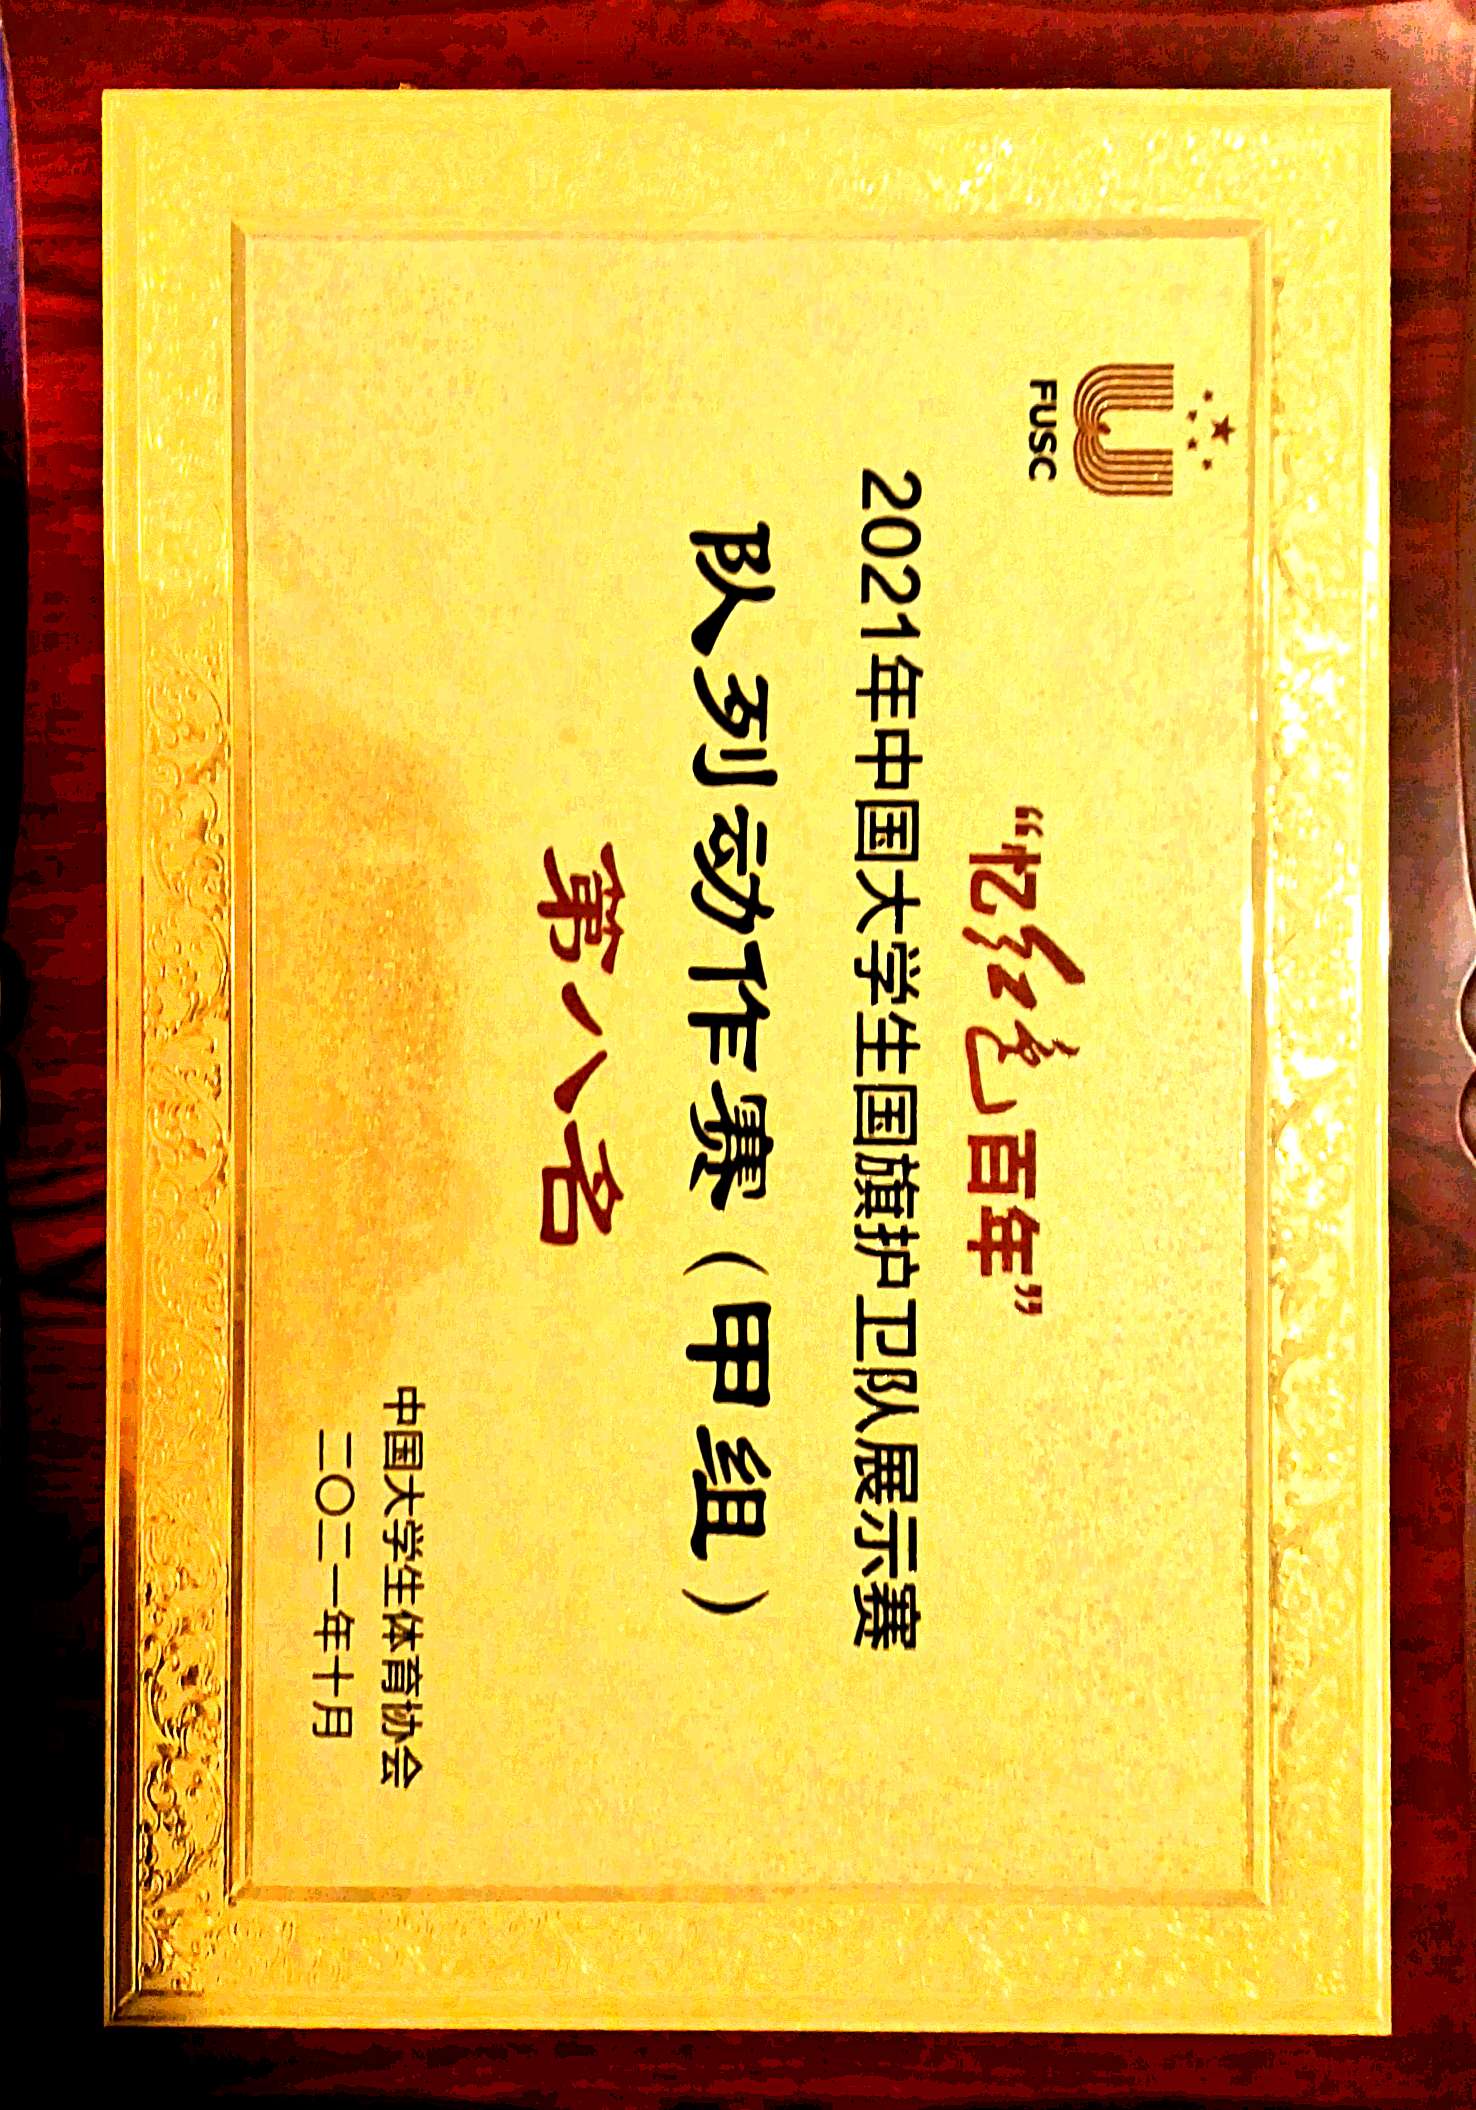 FUSC
“忆红色百年”
2021年中国大学生国旗护卫队展示赛
队列动作赛（甲组）
第八名
中国大学生体育协会
二〇二一年十月